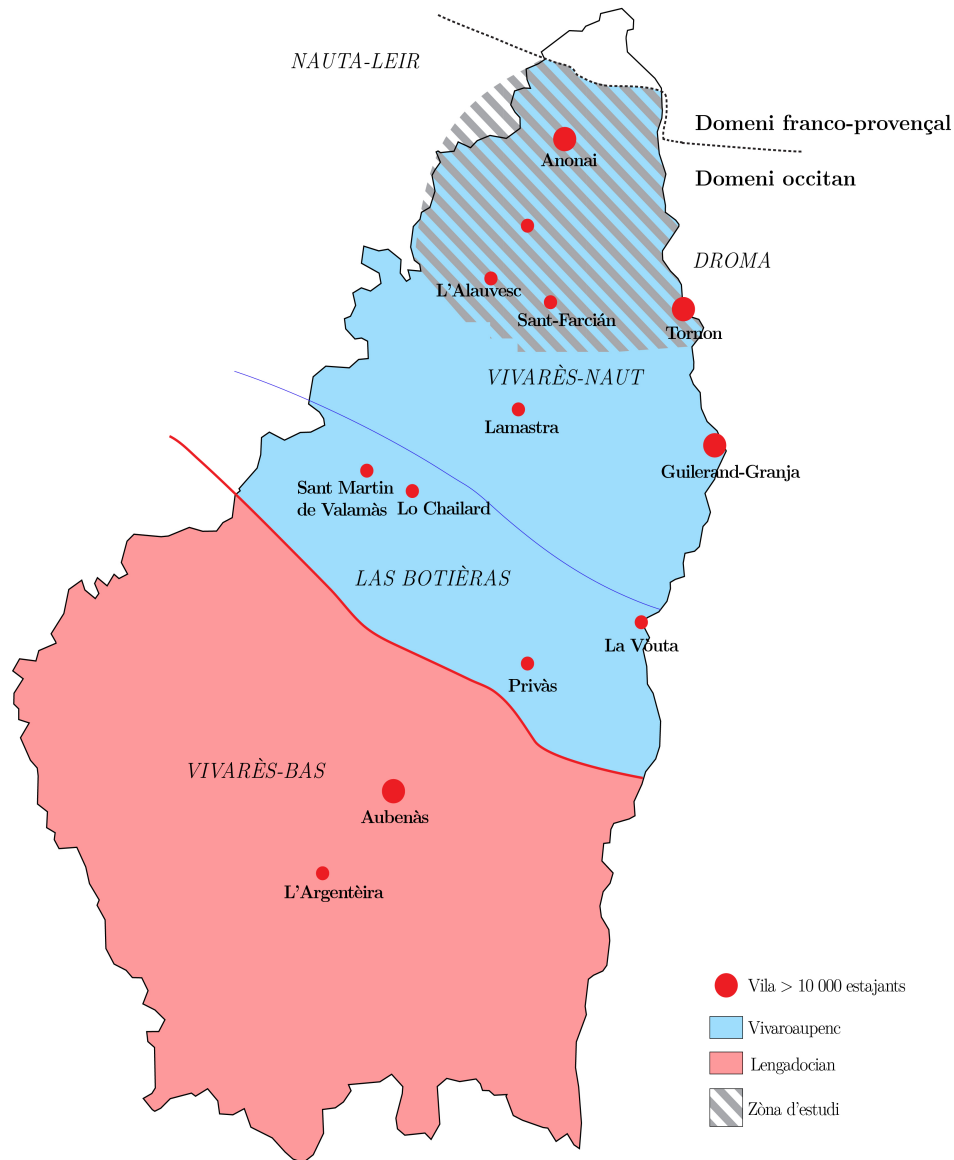 NAUTA-LEIR
Domeni franco-provençal
Anonai
Domeni occitan
DROMA
L'Alauvesc
Sant-Farcián
Tornon
VIVARÈS-NAUT
Lamastra
Guilerand-Granja
Sant Martin
de Valamàs
Lo Chailard
LAS BOTIÈRAS
La Vòuta
Privàs
VIVARÈS-BAS
Aubenàs
L'Argentèira
Vila > 10 000 estajants
Vivaroaupenc
Lengadocian
Zòna d'estudi